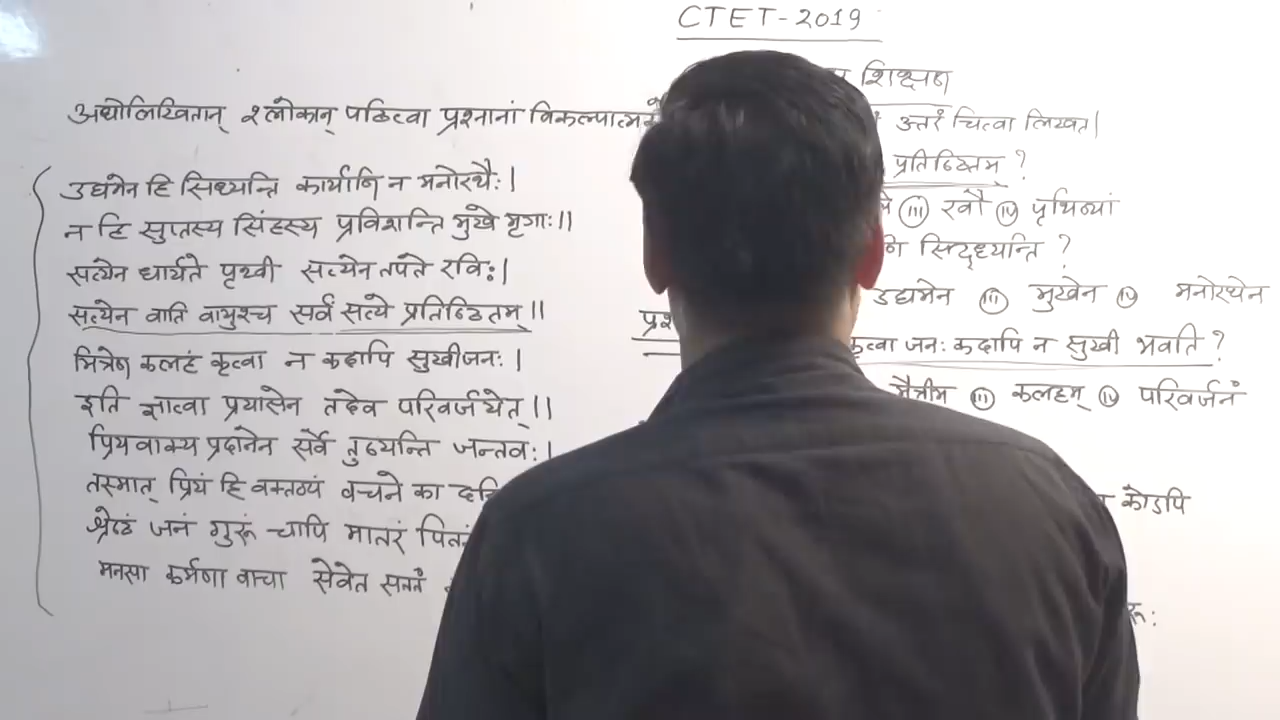 CTET-2019
शिक्षण
अधोलिखितान् श्लोकान् पठित्वा प्रश्नानां विकल्पात्मके उत्तरं चित्वा लिखत।
उद्यमेन हि सिध्यन्ति कार्याणि न मनोरथैः।
न हि सुप्तस्य सिंहस्य प्रविशन्ति मुखे मृगाः॥
सत्येन धार्यते पृथ्वी सत्येन तपते रविः।
सत्येन वाति वायुश्च सर्वं सत्ये प्रतिष्ठितम्॥
मित्रेण कलहं कृत्वा न कदापि सुखीजनः।
इति ज्ञात्वा प्रयासेन तदेव परिवर्जयेत्॥
प्रियवाक्य प्रदानेन सर्वे तुष्यन्ति जन्तवः।
तस्मात् प्रियं हि वक्तव्यं वचने का
श्रेष्ठं जनं गुरूं चापि मातरं
मनसा कर्मणा वाचा सेवेत सततं
प्रतिष्ठितम् ?
(iii) रवौ (iv) पृथिव्यां
सिद्ध्यन्ति ?
उद्यमेन (iii) मुखेन (iv) मनोरथेन
कृत्वा जनः कदापि न सुखी भवति ?
मैत्रीम (iii) कलहम् (iv) परिवर्जनं
कोऽपि